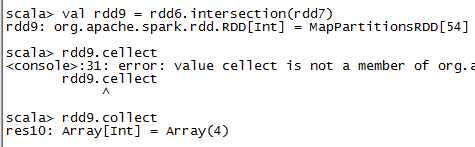 scala> val rdd9 = rdd6.intersection(rdd7)
rdd9: org.apache.spark.rdd.RDD[Int] = MapPartitionsRDD[54]
scala> rdd9.cellect
<console>:31: error: value cellect is not a member of org.a
rdd9.cellect
^
scala> rdd9.collect
res10: Array[Int] = Array(4)